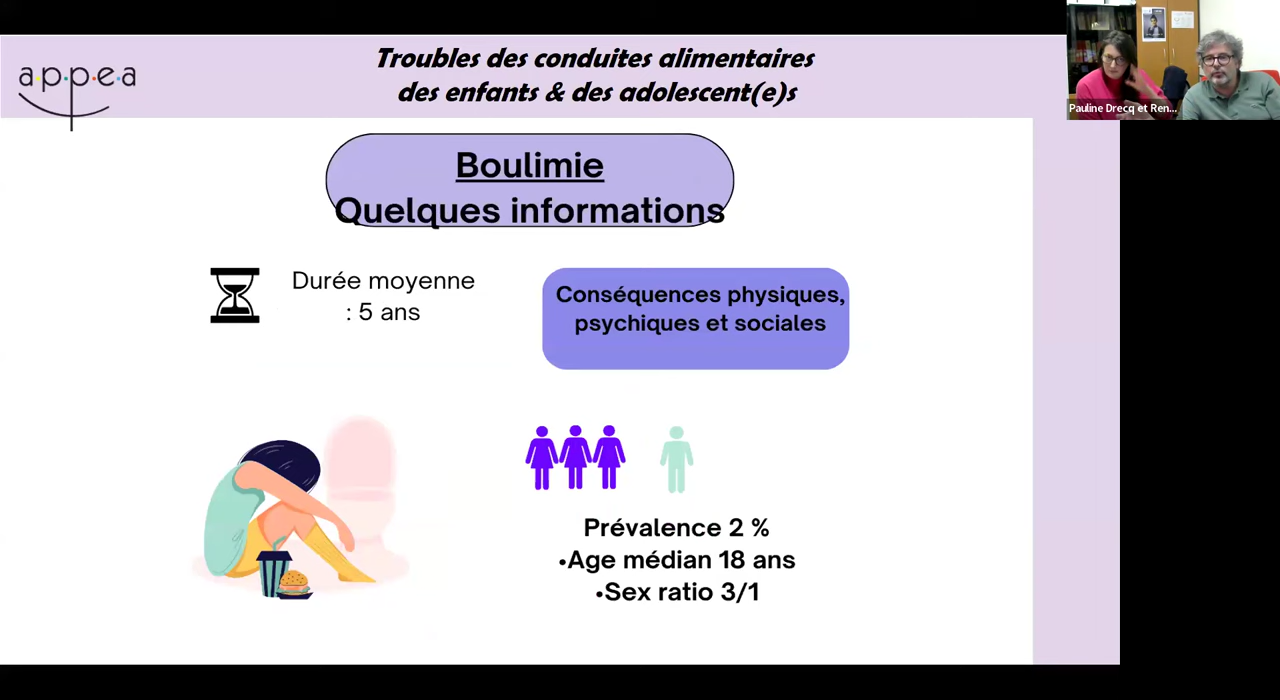 a·p·p·e·a
Troubles des conduites alimentaires
des enfants & des adolescent(e)s
Pauline Drecq et Ren...
Boulimie
Quelques informations
Durée moyenne
: 5 ans
Conséquences physiques,
psychiques et sociales
Prévalence 2 %
•Age médian 18 ans
•Sex ratio 3/1